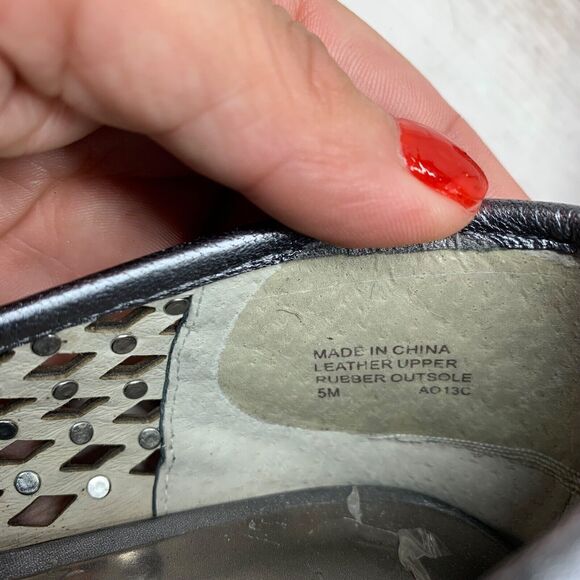 MADE IN CHINA
LEATHER UPPER
RUBBER OUTSOLE
5M AO13C